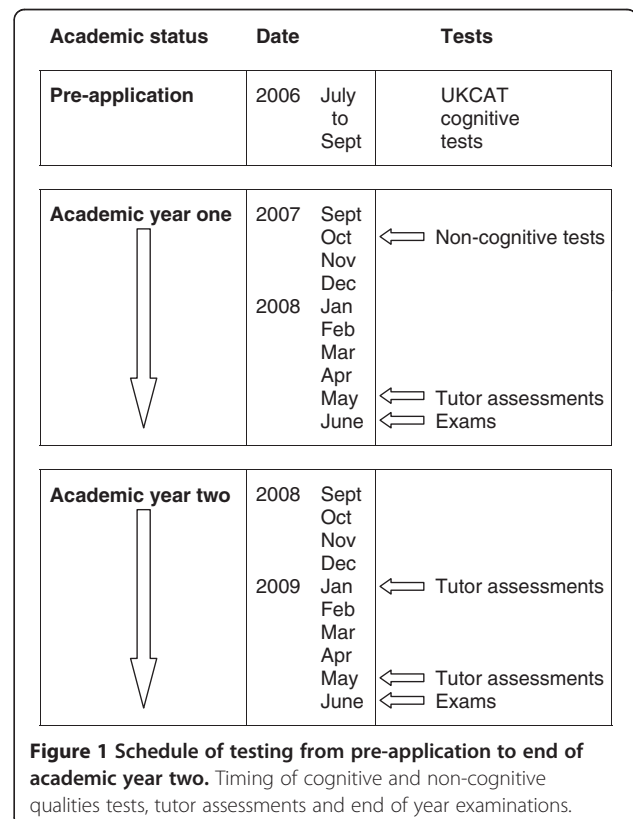 Academic status Date Tests
Pre-application 2006 July UKCAT
to cognitive
Sept tests
Academic year one 2007 Sept
Oct Non-cognitive tests
Nov
Dec
2008 Jan
Feb
Mar
Apr
May Tutor assessments
June Exams
Academic year two 2008 Sept
Oct
Nov
Dec
2009 Jan Tutor assessments
Feb
Mar
Apr
May Tutor assessments
June Exams
Figure 1 Schedule of testing from pre-application to end of
academic year two. Timing of cognitive and non-cognitive
qualities tests, tutor assessments and end of year examinations.